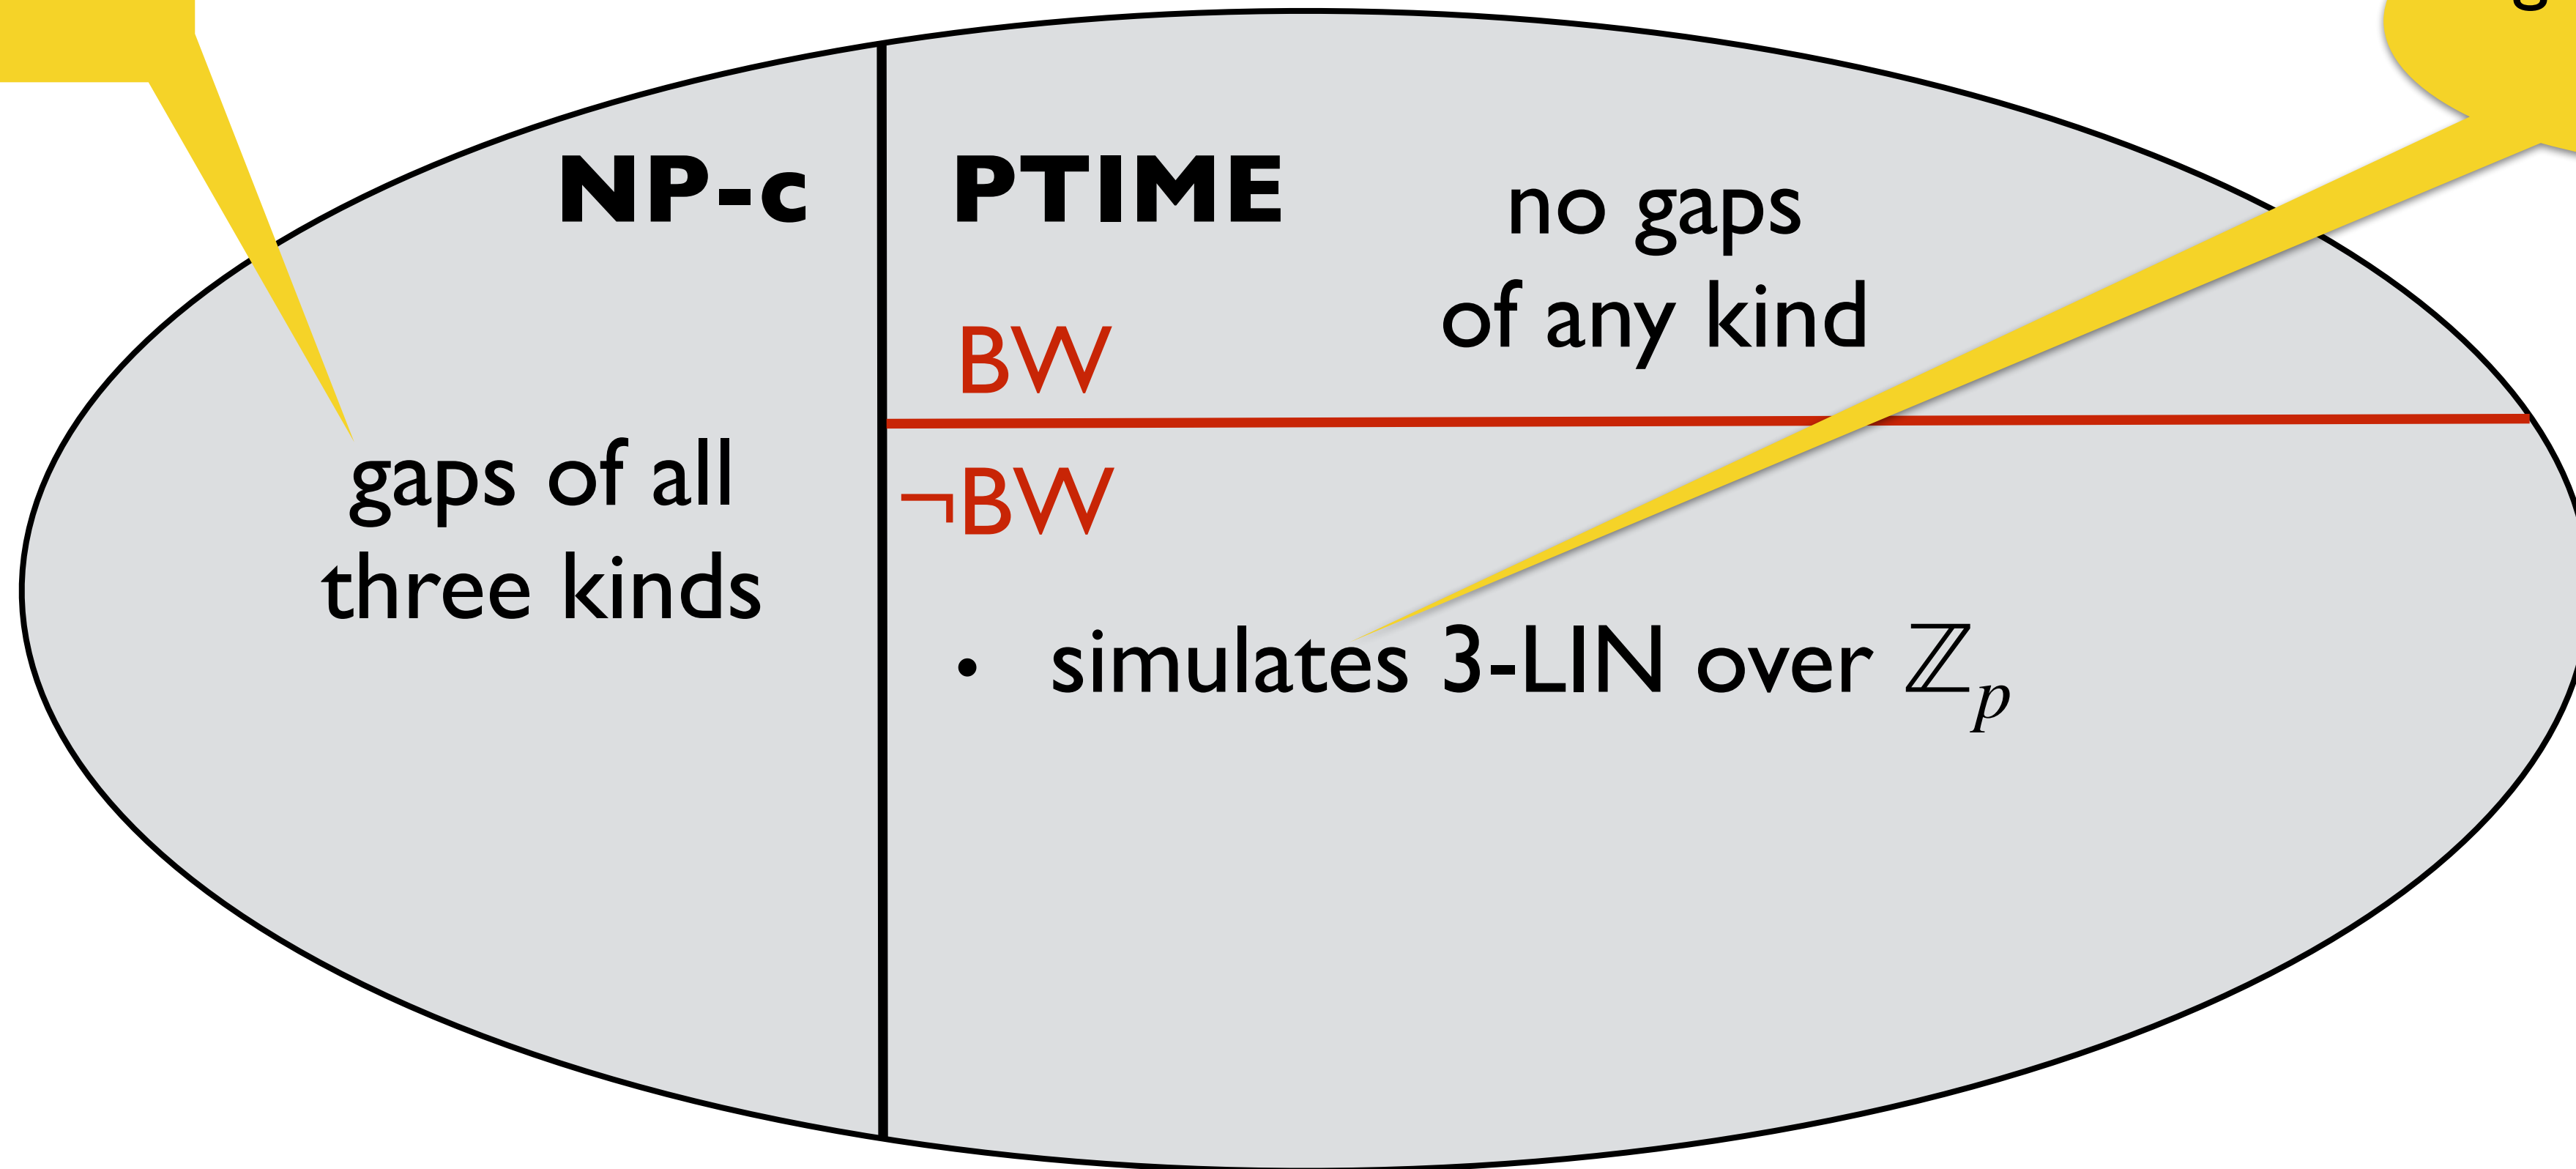 NP-c
PTIME
no gaps
of any kind
BW
gaps of all
three kinds
¬BW
• simulates 3-LIN over ℤₚ